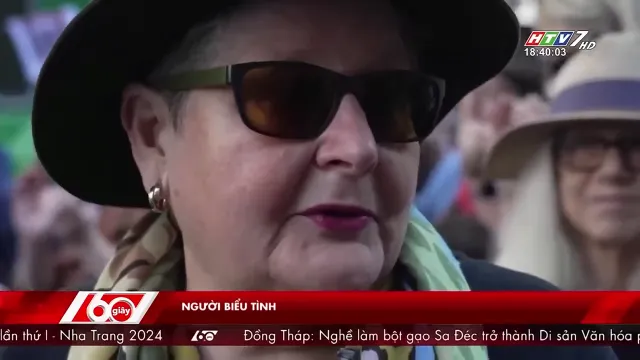 HTV7 HD
18:40:03
60 giây
NGƯỜI BIỂU TÌNH
lần thứ I - Nha Trang 2024 60 Đồng Tháp: Nghề làm bột gạo Sa Đéc trở thành Di sản Văn hóa